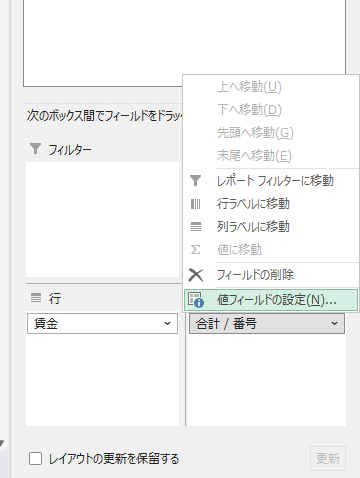 次のボックス間でフィールドをドラッ
上へ移動(U)
下へ移動(D)
先頭へ移動(G)
末尾へ移動(E)
フィルター
レポート フィルターに移動
行ラベルに移動
列ラベルに移動
Σ 値に移動
フィールドの削除
行
値フィールドの設定(N)...
賃金
合計 / 番号
レイアウトの更新を保留する
更新